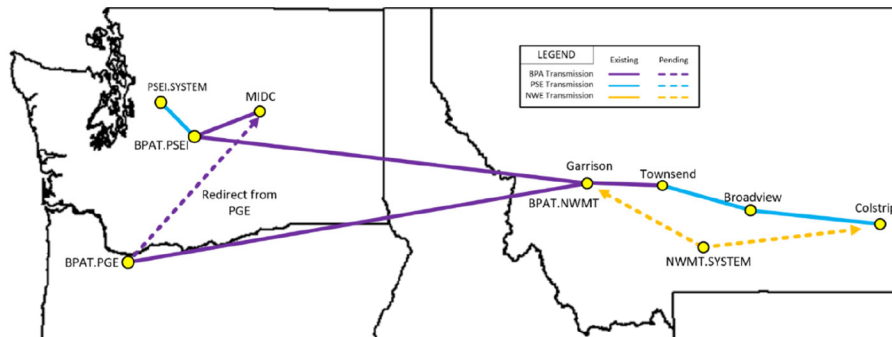 LEGEND Existing Pending
BPA Transmission
PSE Transmission
NWE Transmission
PSEI.SYSTEM
MIDC
BPAT.PSEI
Garrison
Townsend
BPAT.NWMT
Broadview
Colstrip
Redirect from
PGE
BPAT.PGE
NWMT.SYSTEM